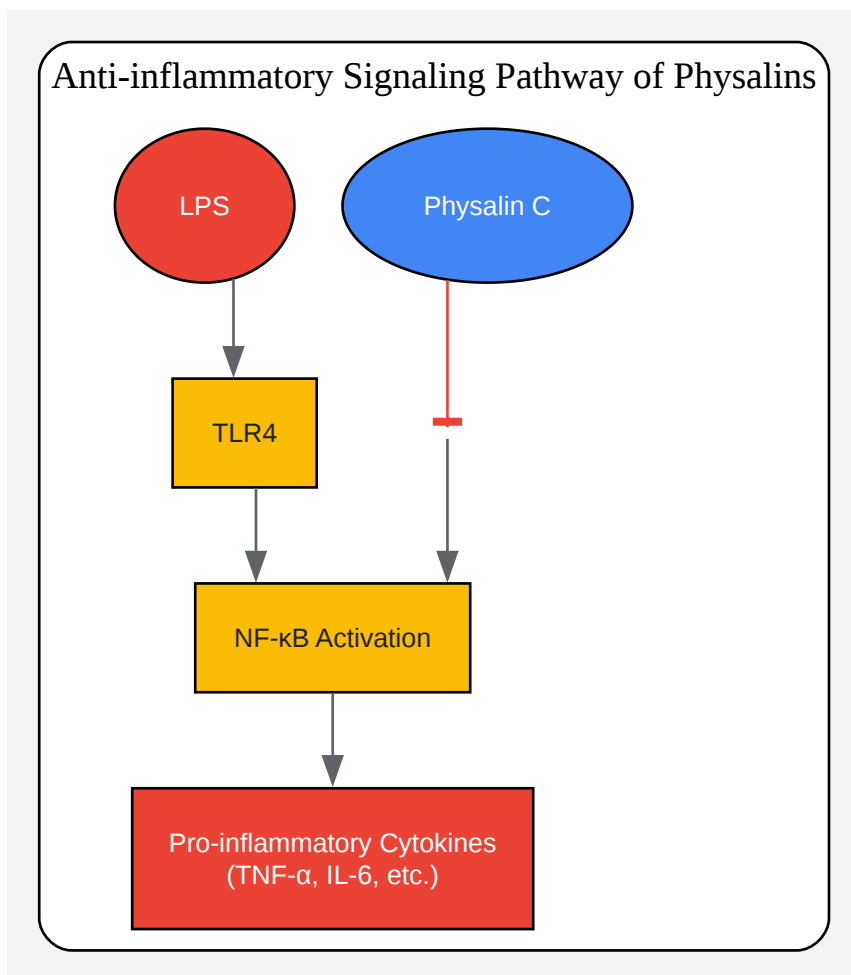 Anti-inflammatory Signaling Pathway of Physalins
LPS
Physalin C
TLR4
NF-κB Activation
Pro-inflammatory Cytokines
(TNF-α, IL-6, etc.)